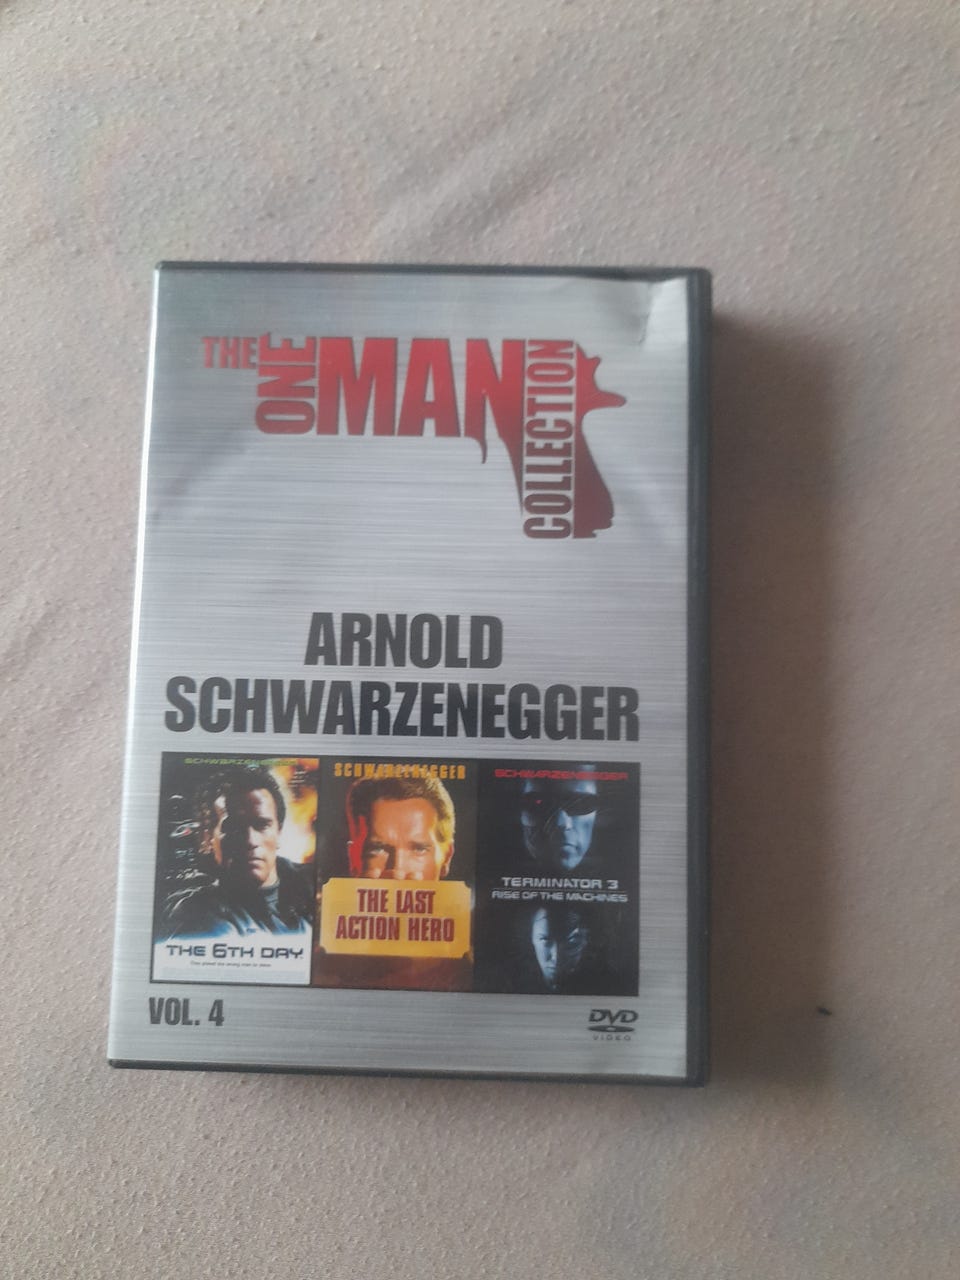 THE ONE MAN COLLECTION
ARNOLD
SCHWARZENEGGER
SCHWARZENEGGER
THE 6TH DAY
SCHWARZENEGGER
THE LAST
ACTION HERO
SCHWARZENEGGER
TERMINATOR 3
RISE OF THE MACHINES
VOL. 4
DVD
VIDEO